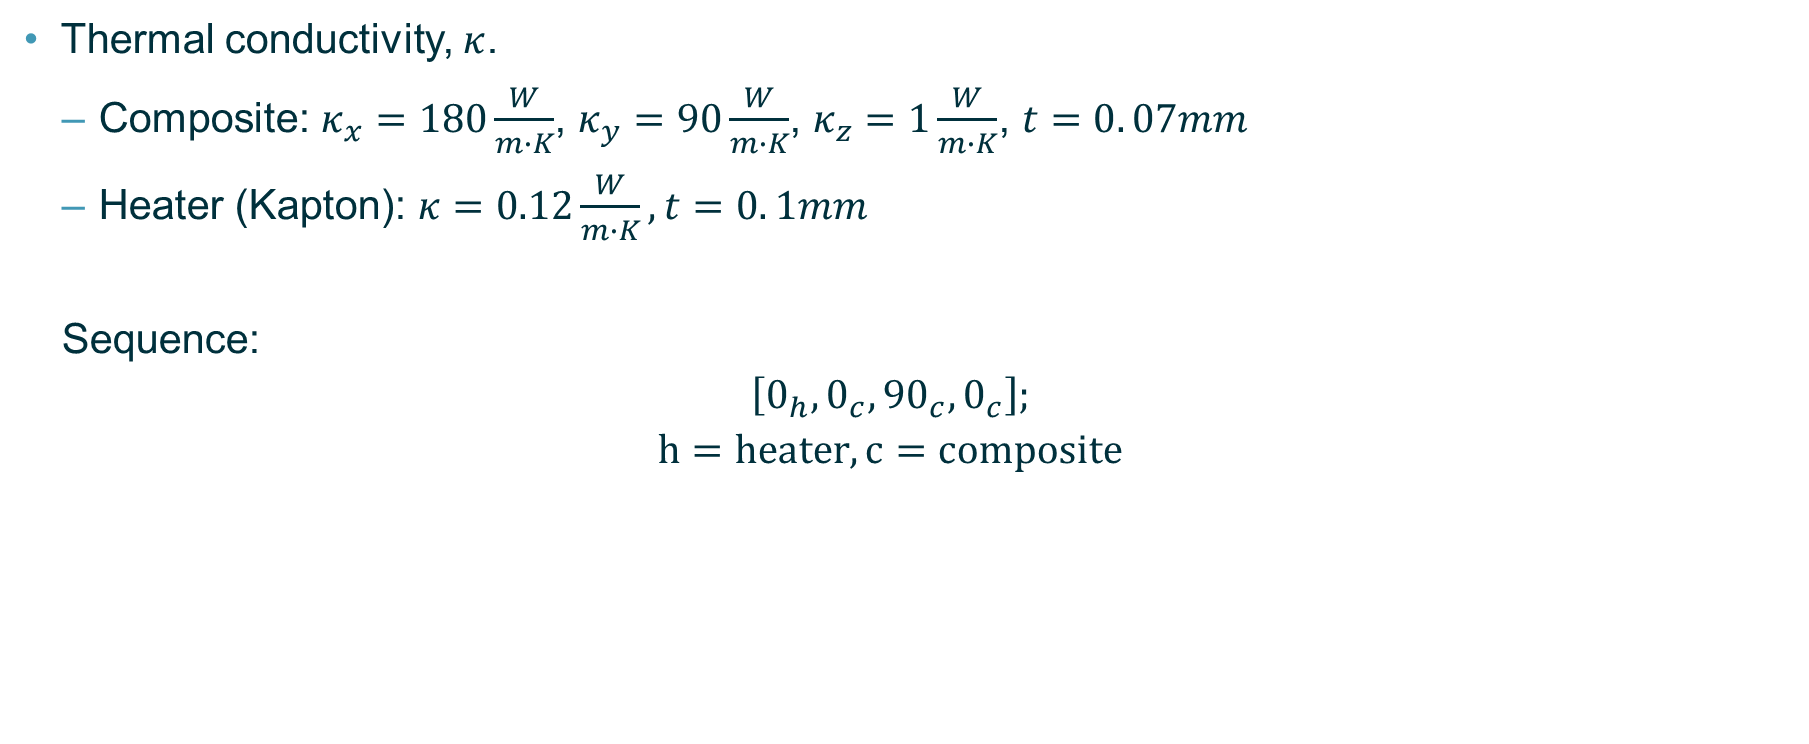 • Thermal conductivity, κ.
– Composite: κ_x = 180 W/(m·K), κ_y = 90 W/(m·K), κ_z = 1 W/(m·K), t = 0.07mm
– Heater (Kapton): κ = 0.12 W/(m·K), t = 0.1mm
Sequence:
[0_h, 0_c, 90_c, 0_c];
h = heater, c = composite